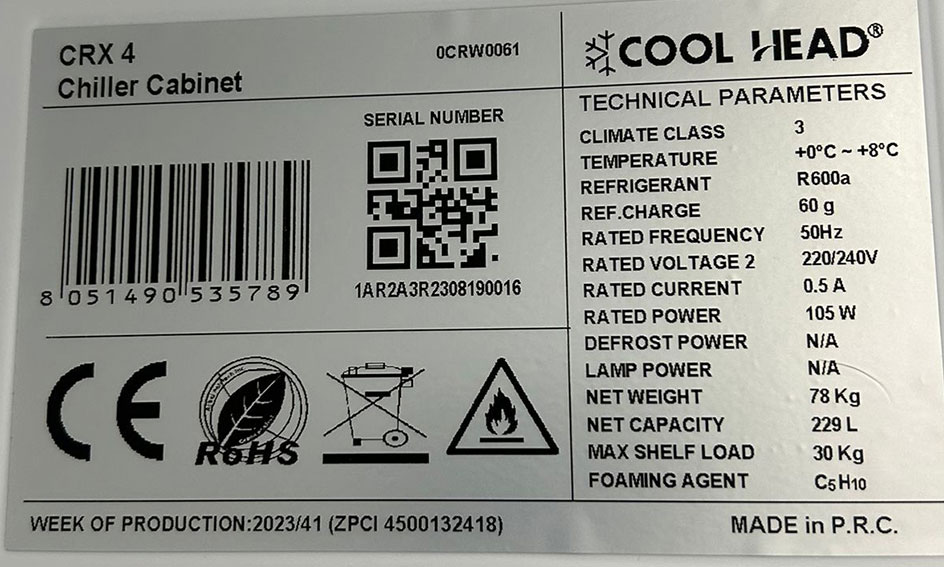 CRX 4
Chiller Cabinet
0CRW0061
SERIAL NUMBER
1AR2A3R2308190016
8 051490 535789
RoHS
COOL HEAD®
TECHNICAL PARAMETERS
CLIMATE CLASS 3
TEMPERATURE +0°C ~ +8°C
REFRIGERANT R600a
REF.CHARGE 60 g
RATED FREQUENCY 50Hz
RATED VOLTAGE 2 220/240V
RATED CURRENT 0.5 A
RATED POWER 105 W
DEFROST POWER N/A
LAMP POWER N/A
NET WEIGHT 78 Kg
NET CAPACITY 229 L
MAX SHELF LOAD 30 Kg
FOAMING AGENT C5H10
WEEK OF PRODUCTION:2023/41 (ZPCI 4500132418)
MADE in P.R.C.